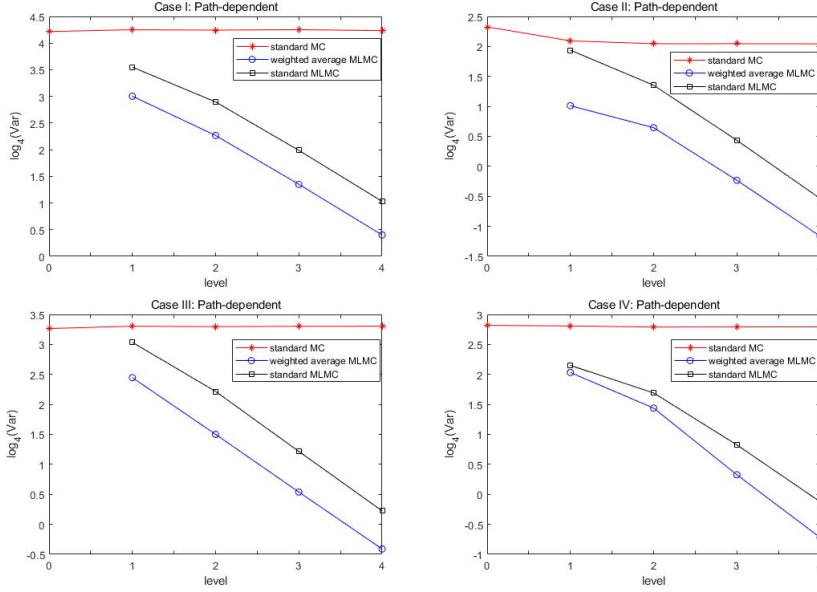 Case I: Path-dependent
4.5
4
3.5
3
2.5
2
1.5
1
0.5
0
log4(Var)
standard MC
weighted average MLMC
standard MLMC
0 1 2 3 4
level
Case II: Path-dependent
2.5
2
1.5
1
0.5
0
-0.5
-1
-1.5
log4(Var)
standard MC
weighted average MLMC
standard MLMC
0 1 2 3 4
level
Case III: Path-dependent
3.5
3
2.5
2
1.5
1
0.5
0
-0.5
log4(Var)
standard MC
weighted average MLMC
standard MLMC
0 1 2 3 4
level
Case IV: Path-dependent
3
2.5
2
1.5
1
0.5
0
-0.5
-1
log4(Var)
standard MC
weighted average MLMC
standard MLMC
0 1 2 3 4
level